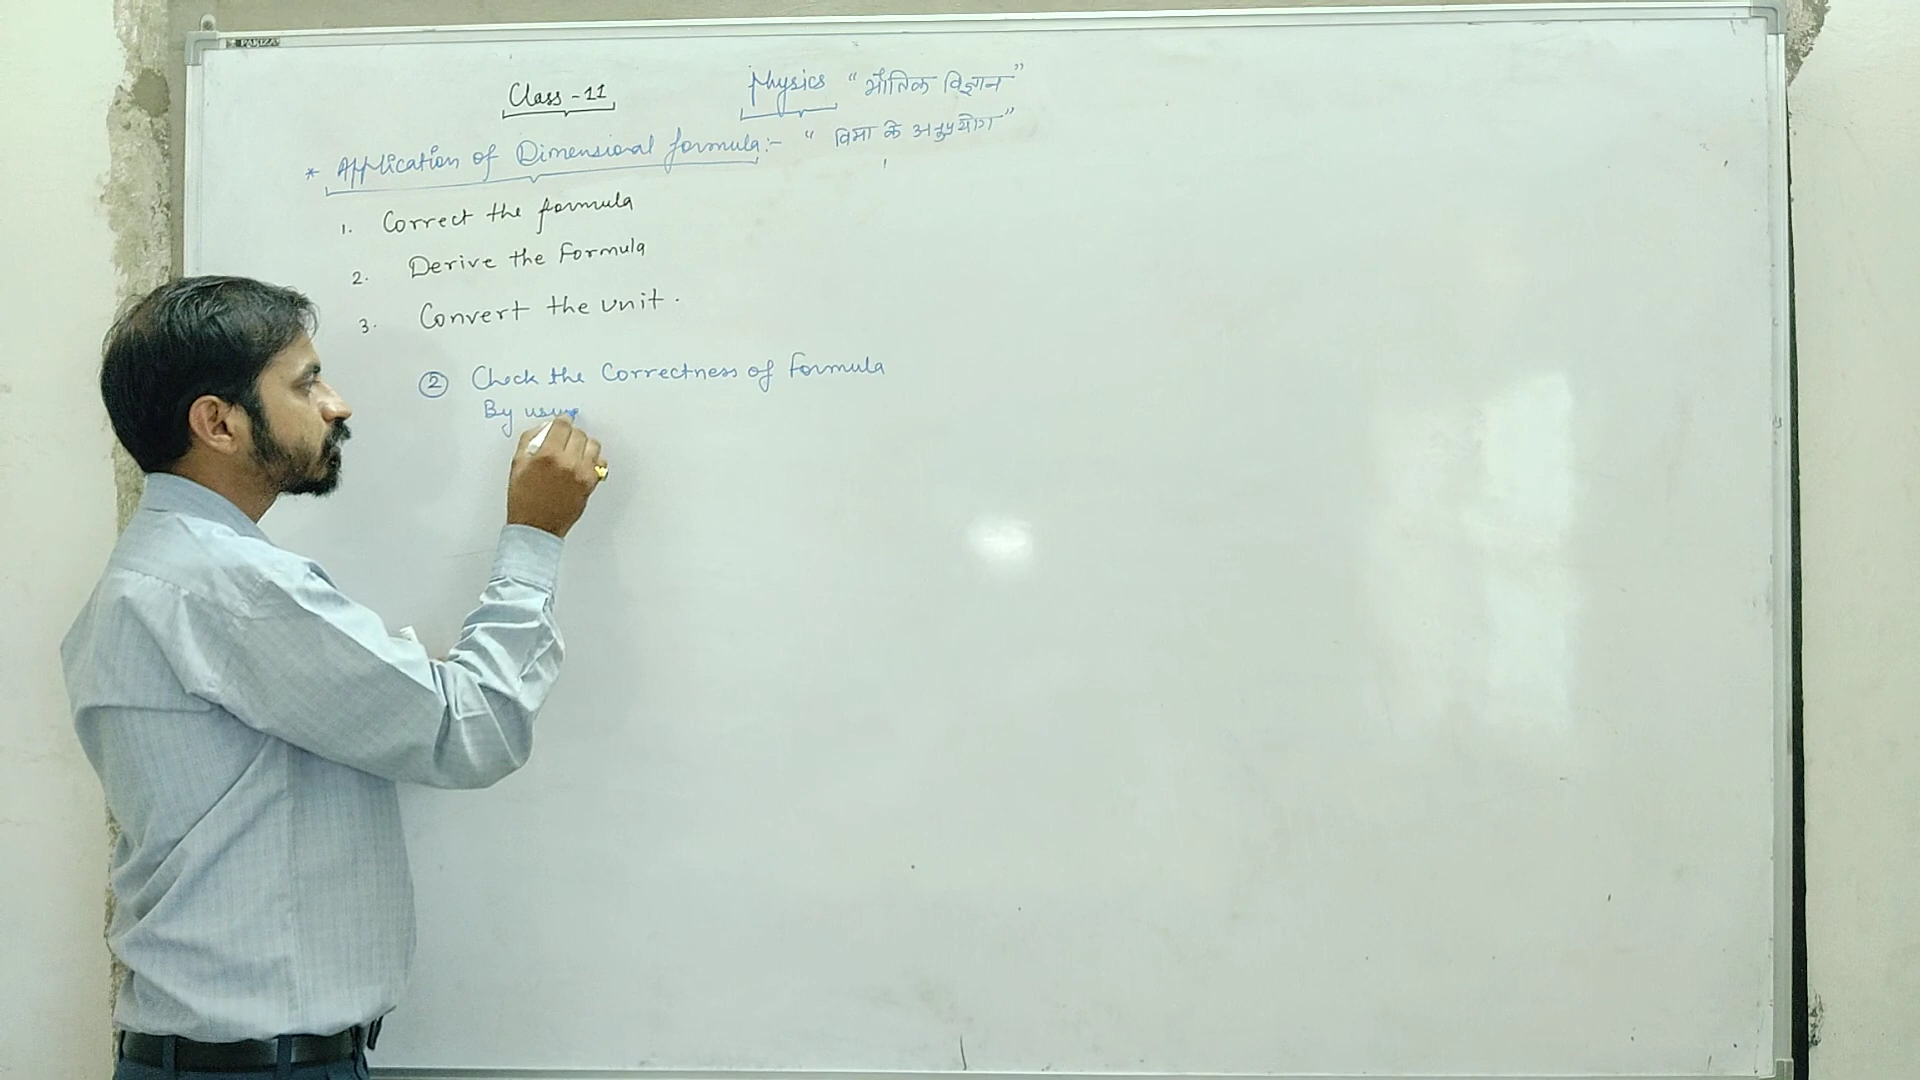 Class - 11 Physics "भौतिक विज्ञान"
* Application of Dimensional formula:- "विमा के अनुप्रयोग"
1. Correct the formula
2. Derive the Formula
3. Convert the unit.
② Check the Correctness of Formula
By using